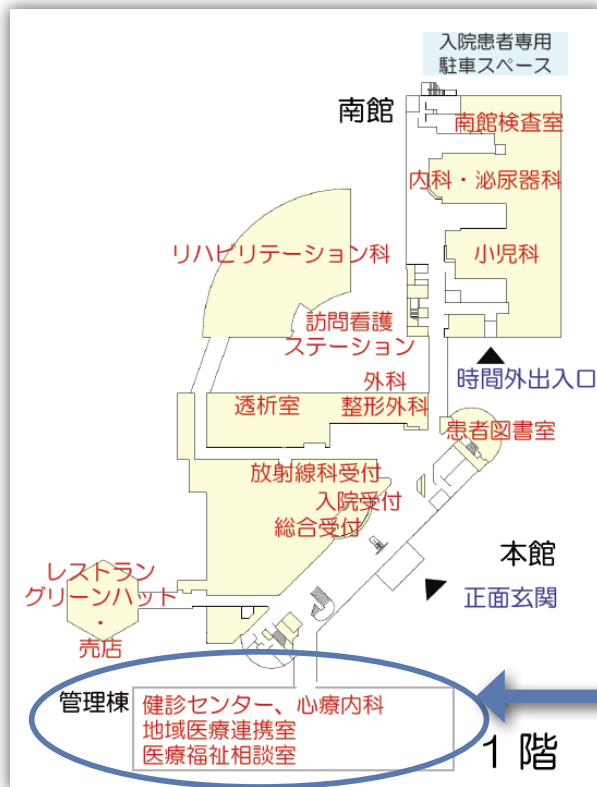 入院患者専用
駐車スペース
南館
南館検査室
内科・泌尿器科
リハビリテーション科
小児科
訪問看護
ステーション
時間外出入口
外科
透析室
整形外科
患者図書室
放射線科受付
入院受付
総合受付
本館
正面玄関
レストラン
グリーンハット
・
売店
管理棟
健診センター、心療内科
地域医療連携室
医療福祉相談室
1階